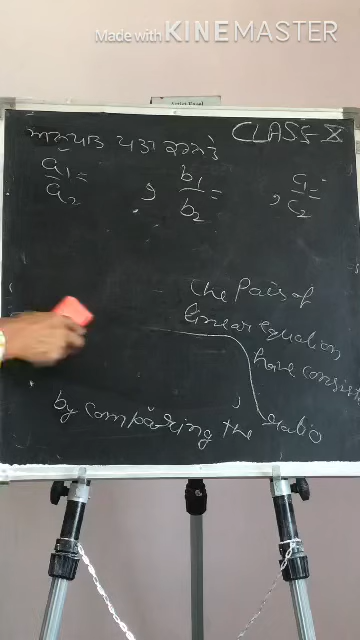 Made with KINEMASTER
CLASS-X
a1/a2 = , b1/b2 = , c1/c2 =
The Pair of
linear equation
have consist
by comparing the ratio